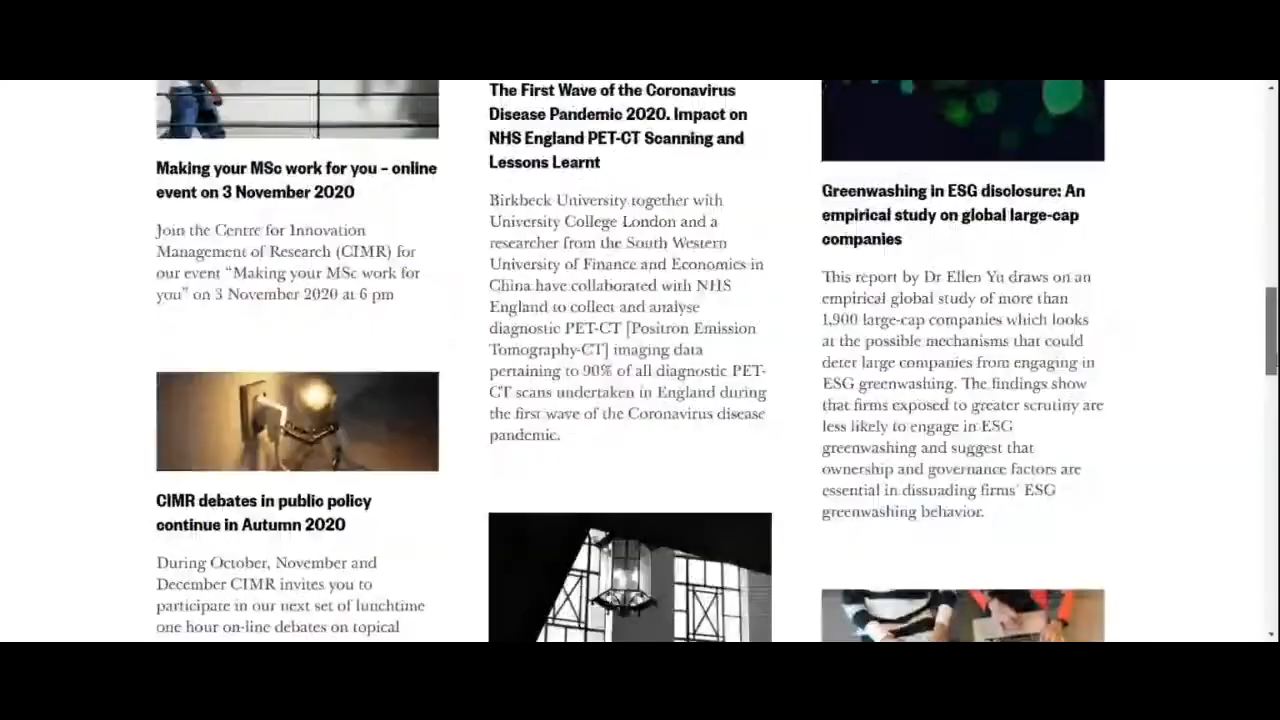 Making your MSc work for you – online
event on 3 November 2020
Join the Centre for Innovation
Management of Research (CIMR) for
our event “Making your MSc work for
you” on 3 November 2020 at 6 pm
CIMR debates in public policy
continue in Autumn 2020
During October, November and
December CIMR invites you to
participate in our next set of lunchtime
one hour on-line debates on topical
The First Wave of the Coronavirus
Disease Pandemic 2020. Impact on
NHS England PET-CT Scanning and
Lessons Learnt
Birkbeck University together with
University College London and a
researcher from the South Western
University of Finance and Economics in
China have collaborated with NHS
England to collect and analyse
diagnostic PET-CT [Positron Emission
Tomography-CT] imaging data
pertaining to 90% of all diagnostic PET-
CT scans undertaken in England during
the first wave of the Coronavirus disease
pandemic.
Greenwashing in ESG disclosure: An
empirical study on global large-cap
companies
This report by Dr Ellen Yu draws on an
empirical global study of more than
1,900 large-cap companies which looks
at the possible mechanisms that could
deter large companies from engaging in
ESG greenwashing. The findings show
that firms exposed to greater scrutiny are
less likely to engage in ESG
greenwashing and suggest that
ownership and governance factors are
essential in dissuading firms’ ESG
greenwashing behavior.